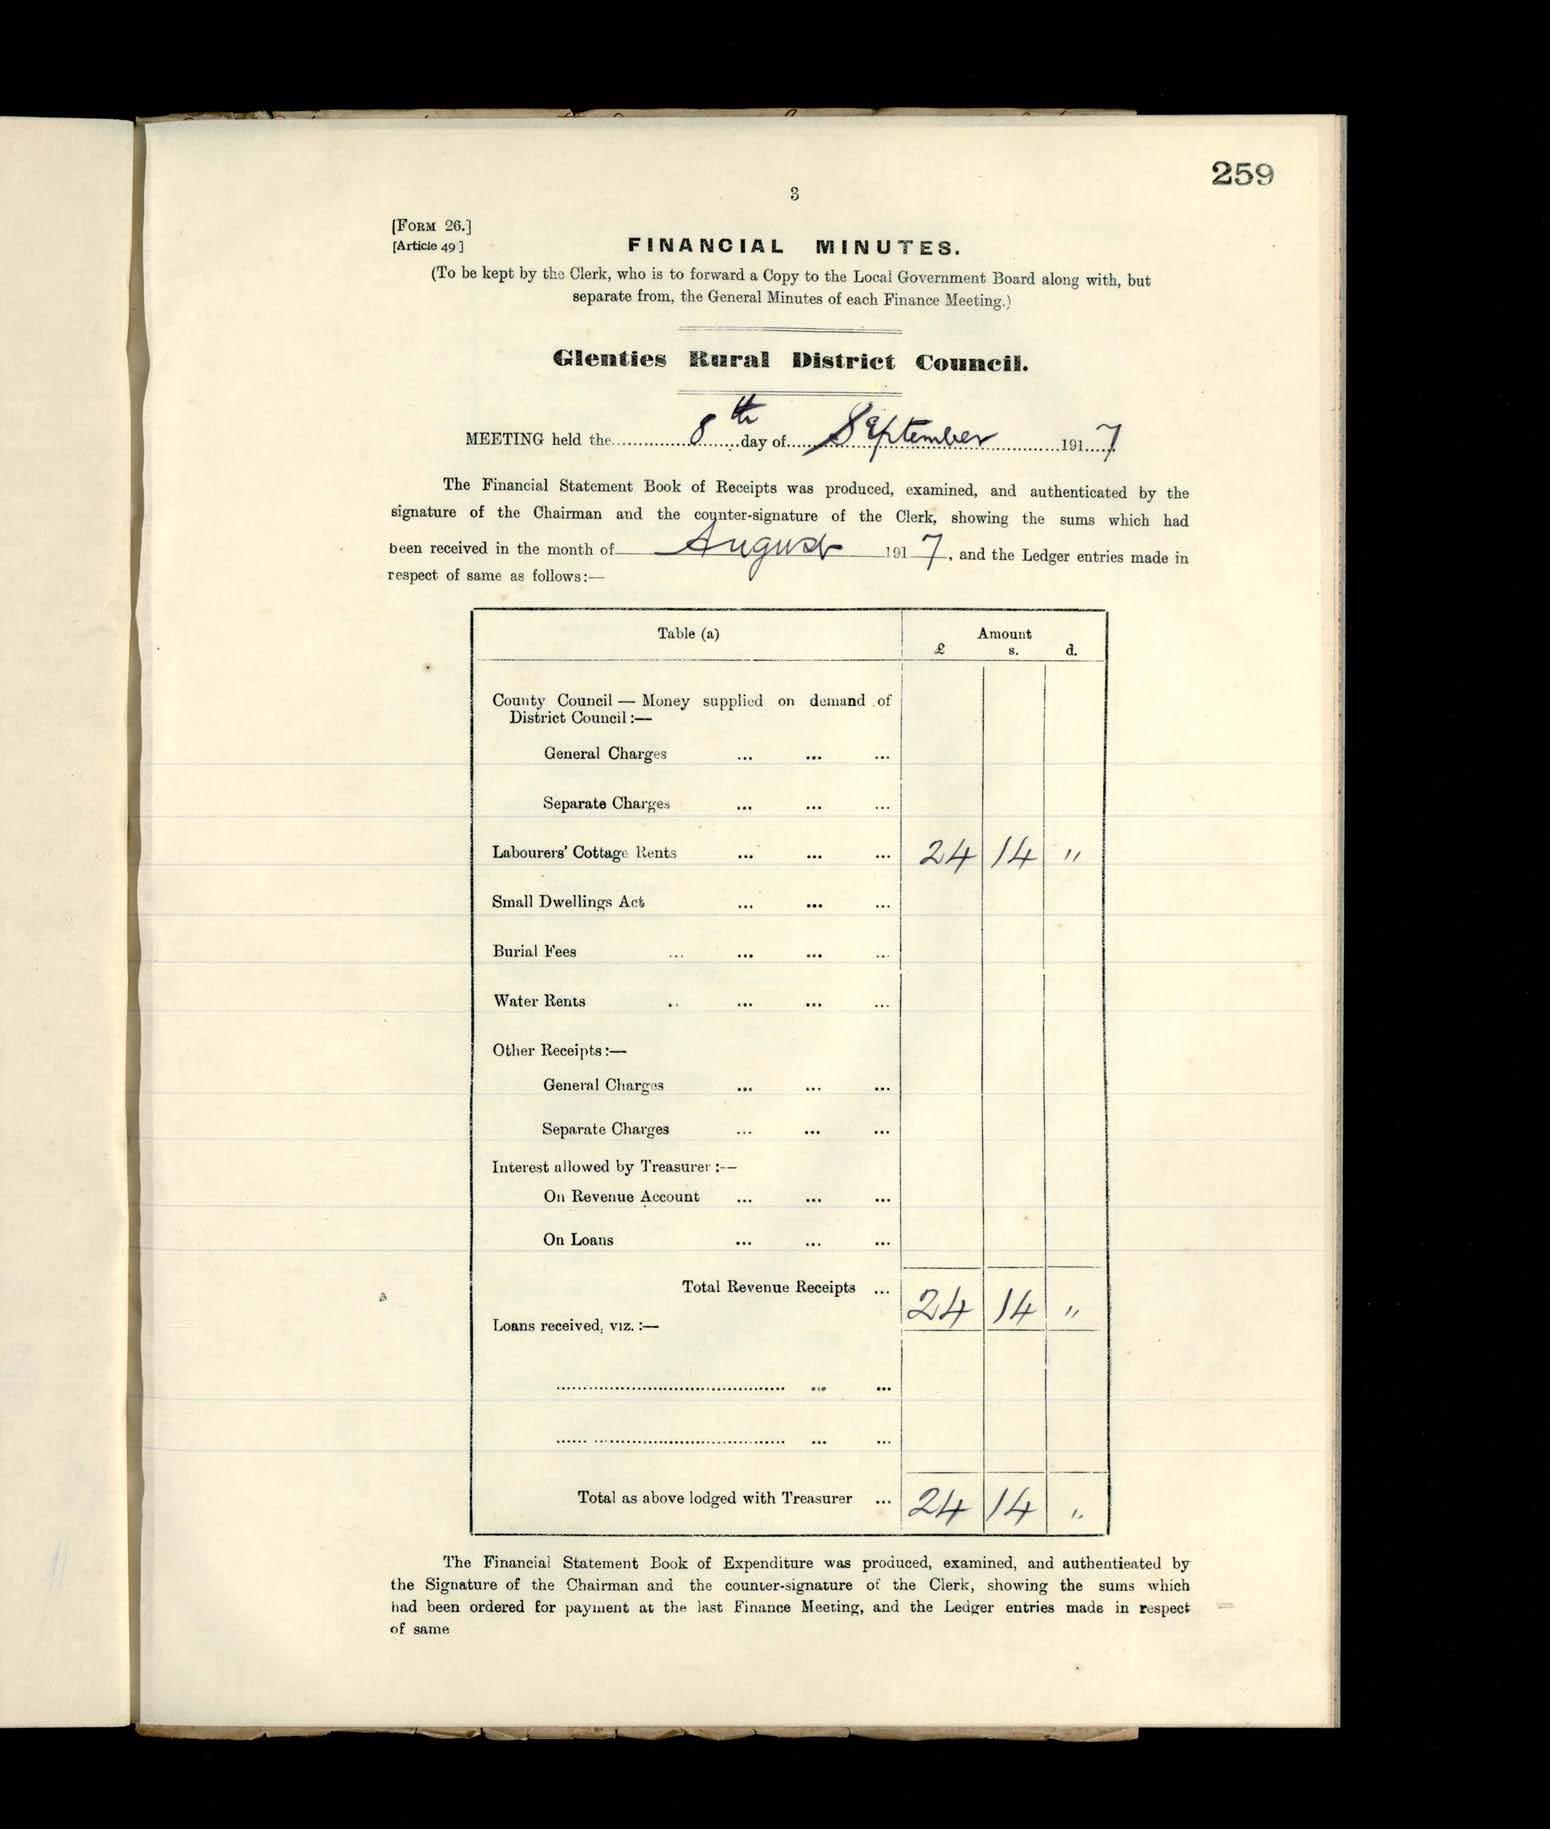 259
3
[FORM 26.]
[Article 49]
FINANCIAL MINUTES.
(To be kept by the Clerk, who is to forward a Copy to the Local Government Board along with, but
separate from, the General Minutes of each Finance Meeting.)
Glenties Rural District Council.
MEETING held the 8th day of September 1917
The Financial Statement Book of Receipts was produced, examined, and authenticated by the
signature of the Chairman and the counter-signature of the Clerk, showing the sums which had
been received in the month of August 1917, and the Ledger entries made in
respect of same as follows:—
Table (a) Amount
£ s. d.
County Council — Money supplied on demand of
District Council:—
General Charges ... ... ...
Separate Charges ... ... ...
Labourers' Cottage Rents ... ... ... 24 14 "
Small Dwellings Act ... ... ...
Burial Fees ... ... ... ...
Water Rents .. ... ... ...
Other Receipts:—
General Charges ... ... ...
Separate Charges ... ... ...
Interest allowed by Treasurer:—
On Revenue Account ... ... ...
On Loans ... ... ...
Total Revenue Receipts ... 24 14 "
Loans received, viz.:—
Total as above lodged with Treasurer ... 24 14 "
The Financial Statement Book of Expenditure was produced, examined, and authenticated by
the Signature of the Chairman and the counter-signature of the Clerk, showing the sums which
had been ordered for payment at the last Finance Meeting, and the Ledger entries made in respect
of same